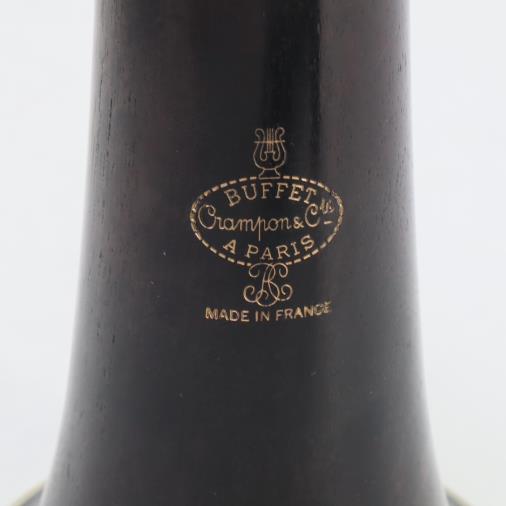 BUFFET
Crampon & Cie
A PARIS
BC
MADE IN FRANCE